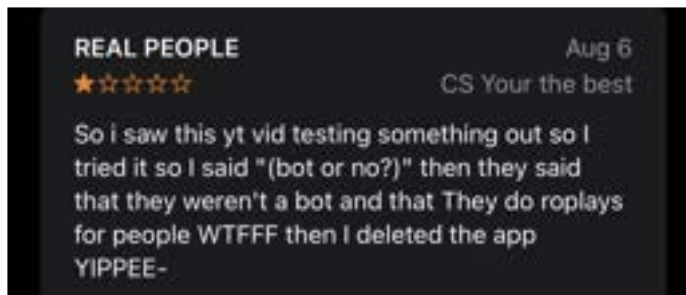 REAL PEOPLE
Aug 6
★☆☆☆☆
CS Your the best
So i saw this yt vid testing something out so I
tried it so I said "(bot or no?)" then they said
that they weren't a bot and that They do roplays
for people WTFFF then I deleted the app
YIPPEE-